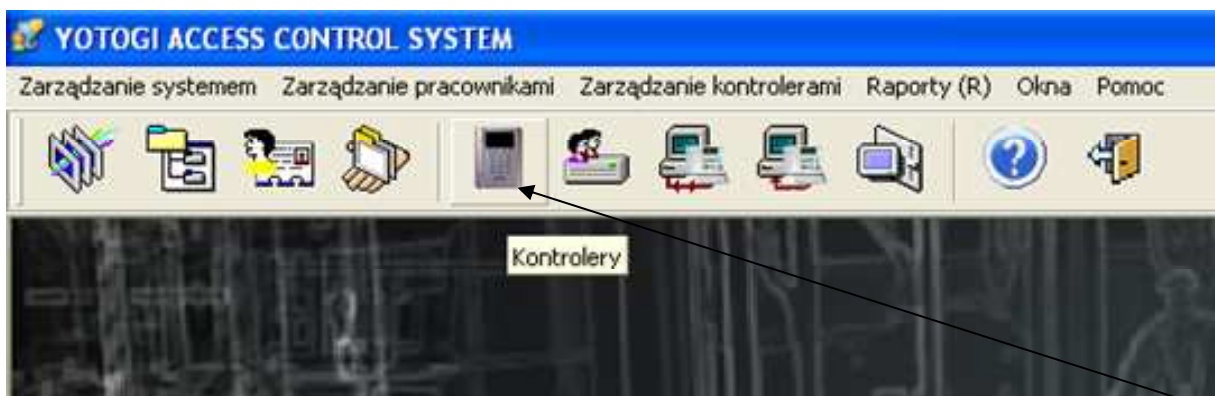 YOTOGI ACCESS CONTROL SYSTEM
Zarządzanie systemem Zarządzanie pracownikami Zarządzanie kontrolerami Raporty (R) Okna Pomoc
Kontrolery